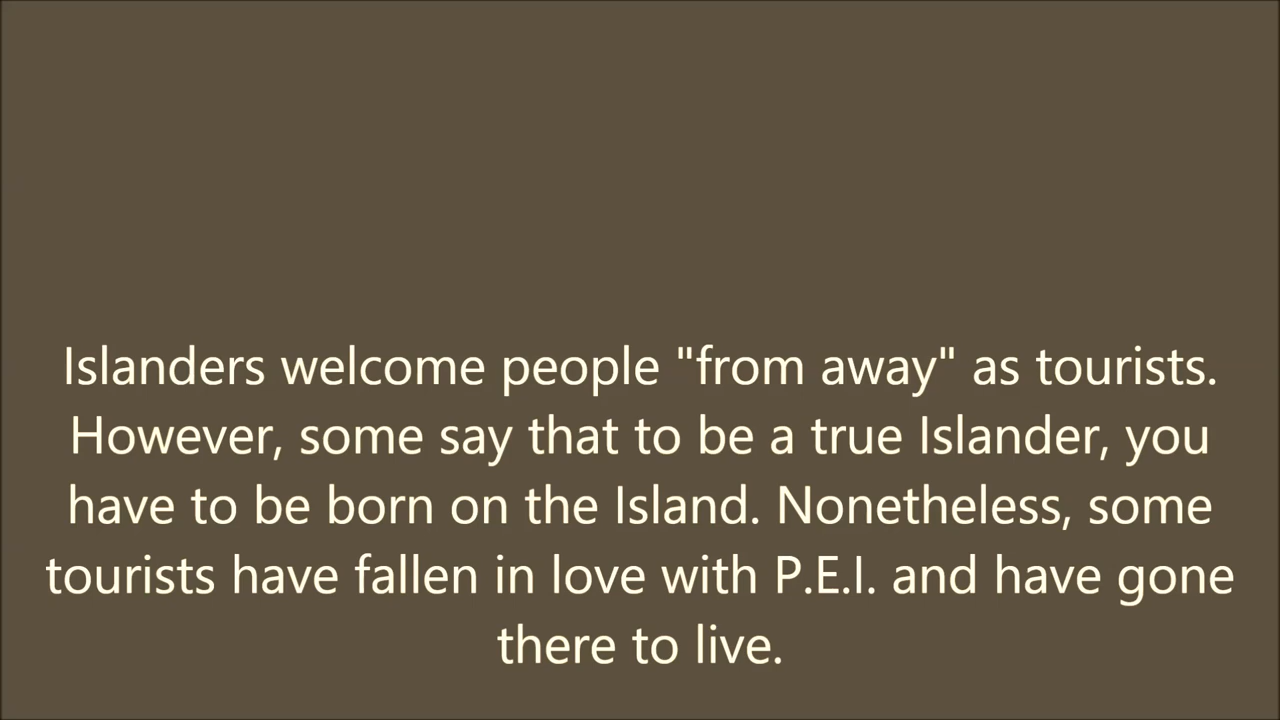 Islanders welcome people "from away" as tourists.
However, some say that to be a true Islander, you
have to be born on the Island. Nonetheless, some
tourists have fallen in love with P.E.I. and have gone
there to live.